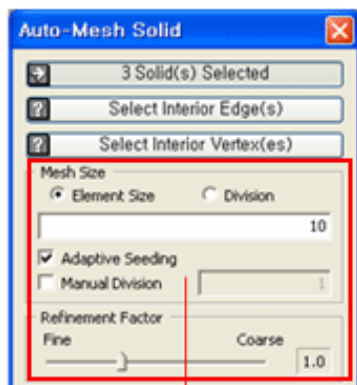 Auto-Mesh Solid
3 Solid(s) Selected
Select Interior Edge(s)
Select Interior Vertex(es)
Mesh Size
Element Size Division
10
Adaptive Seeding
Manual Division 1
Refinement Factor
Fine Coarse
1.0